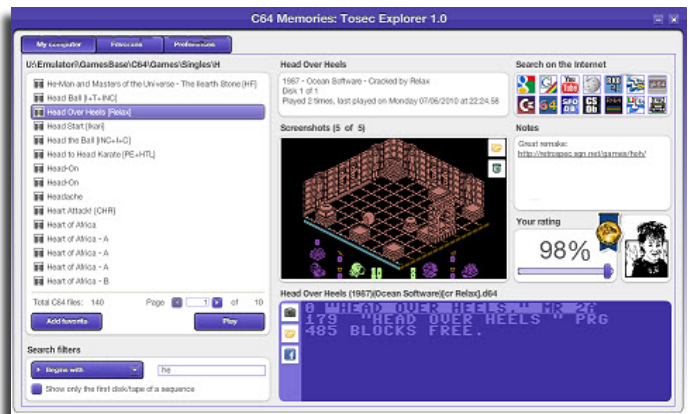 C64 Memories: Tosec Explorer 1.0
My computer
Favorites
Preferences
U:\Emulatori\GamesBase\C64\Games\Singles\H
He-Man and Masters of the Universe - The Ilearth Stone [HF]
Head Ball [I+T+INC]
Head Over Heels [Relax]
Head Start [Ikari]
Head the Ball [INC+I+C]
Head to Head Karate [PE+HTL]
Head-On
Head-On
Headache
Heart Attack! [CHR]
Heart of Africa
Heart of Africa - A
Heart of Africa - A
Heart of Africa - A
Heart of Africa - B
Total C64 files: 140
Page 1 of 10
Add favorite
Play
Search filters
Begins with
he
Show only the first disk/tape of a sequence
Head Over Heels
1987 - Ocean Software - Cracked by Relax
Disk 1 of 1
Played 2 times, last played on Monday 07/06/2010 at 22:24:58
Screenshots (5 of 5)
Head Over Heels (1987)(Ocean Software)[cr Relax].d64
0 "HEAD OVER HEELS." MR 2A
179 "HEAD OVER HEELS " PRG
485 BLOCKS FREE.
Search on the Internet
You Tube
64
CS Db
Notes
Great remake:
http://retrospec.sgn.net/games/hoh/
Your rating
98%